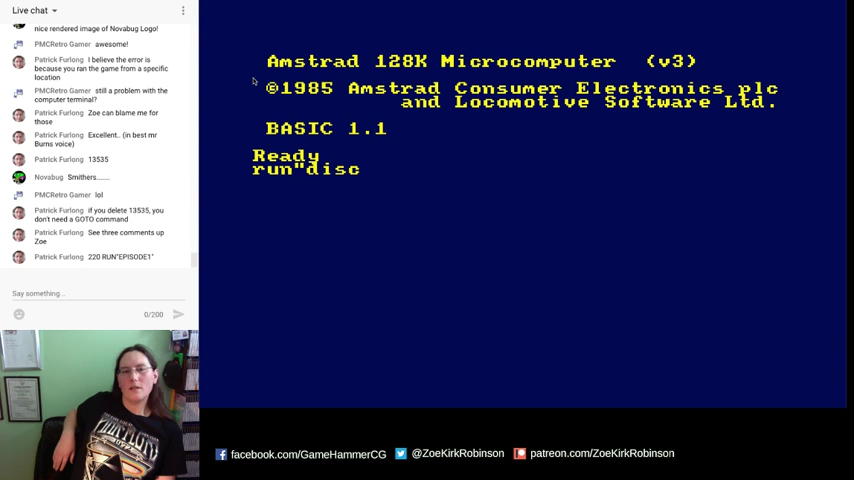 Live chat
nice rendered image of Novabug Logo!
PMCRetro Gamer awesome!
Patrick Furlong I believe the error is
because you ran the game from a specific
location
PMCRetro Gamer still a problem with the
computer terminal?
Patrick Furlong Zoe can blame me for
those
Patrick Furlong Excellent.. (in best mr
Burns voice)
Patrick Furlong 13535
Novabug Smithers.......
PMCRetro Gamer lol
Patrick Furlong if you delete 13535, you
don't need a GOTO command
Patrick Furlong See three comments up
Zoe
Patrick Furlong 220 RUN"EPISODE1"
Say something...
0/200
Amstrad 128K Microcomputer (v3)
©1985 Amstrad Consumer Electronics plc
and Locomotive Software Ltd.
BASIC 1.1
Ready
run"disc
facebook.com/GameHammerCG
@ZoeKirkRobinson
patreon.com/ZoeKirkRobinson